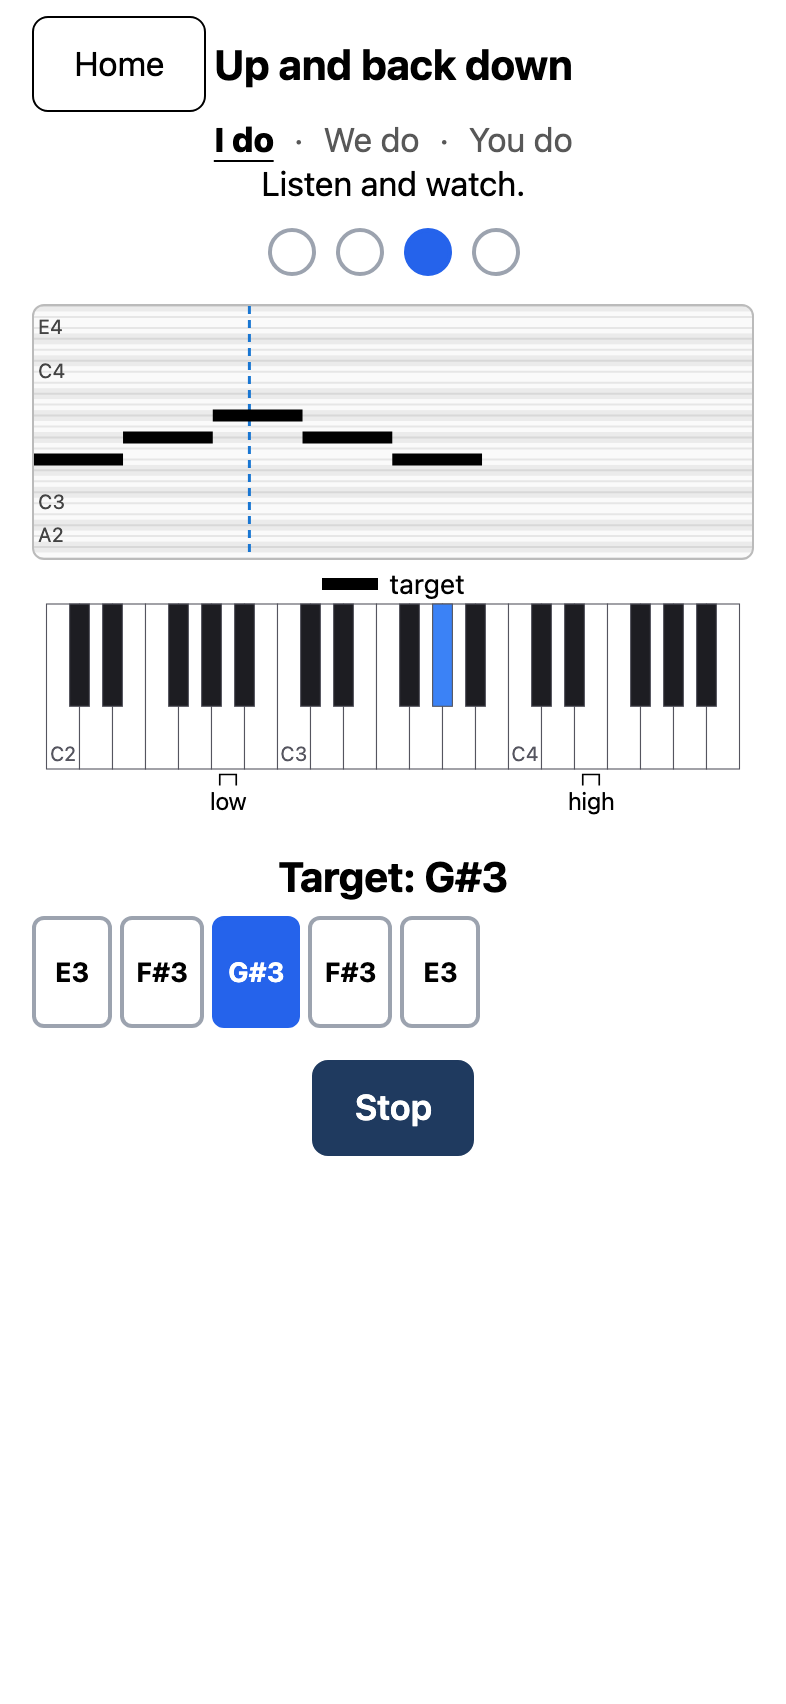 Home
Up and back down
I do · We do · You do
Listen and watch.
E4
C4
C3
A2
target
C2 C3 C4
low high
Target: G#3
E3 F#3 G#3 F#3 E3
Stop